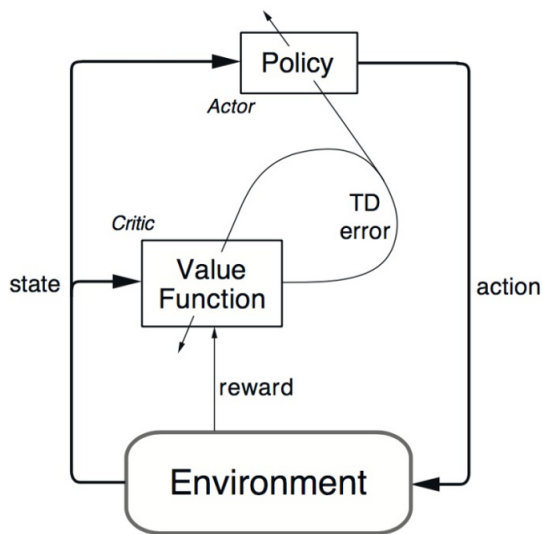 Policy
Actor
TD
error
Critic
Value
Function
state
action
reward
Environment